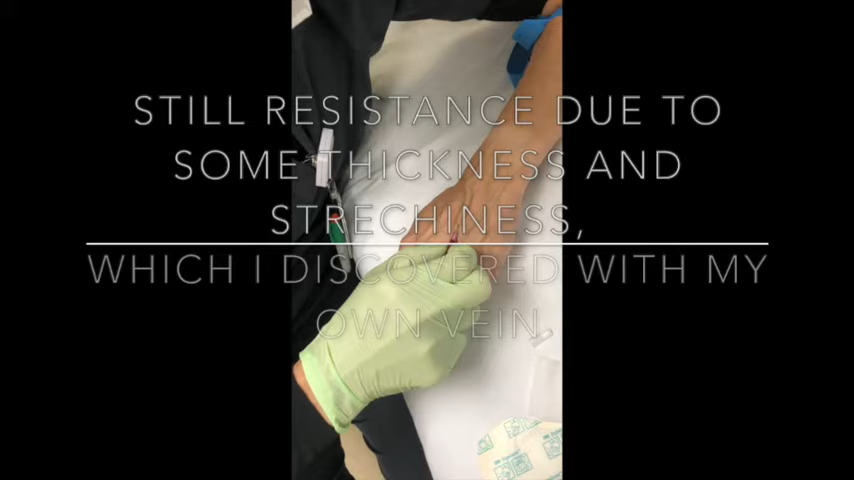 STILL RESISTANCE DUE TO
SOME THICKNESS AND
STRECHINESS,
WHICH I DISCOVERED WITH MY
OWN VEIN